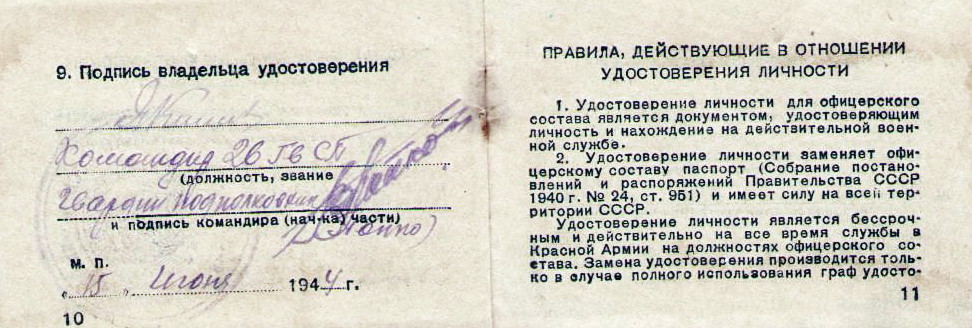 9. Подпись владельца удостоверения
Командир 26 Гв СП
(должность, звание
Гвардии подполковник
и подпись командира (нач-ка) части)
М. П.
„15„ Июня 1944 г.
10
ПРАВИЛА, ДЕЙСТВУЮЩИЕ В ОТНОШЕНИИ
УДОСТОВЕРЕНИЯ ЛИЧНОСТИ
1. Удостоверение личности для офицерского
состава является документом, удостоверяющим
личность и нахождение на действительной воен-
ной службе.
2. Удостоверение личности заменяет офи-
церскому составу паспорт (Собрание постано-
влений и распоряжений Правительства СССР
1940 г. № 24, ст. 951) и имеет силу на всей тер-
ритории СССР.
Удостоверение личности является бессроч-
ным и действительно на все время службы в
Красной Армии на должностях офицерского со-
става. Замена удостоверения производится толь-
ко в случае полного использования граф удосто-
11